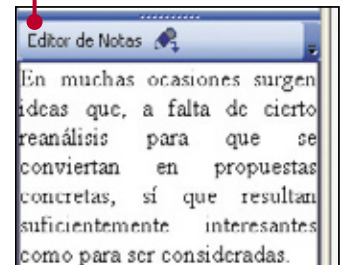 Editor de Notas
En muchas ocasiones surgen
ideas que, a falta de cierto
reanálisis para que se
conviertan en propuestas
concretas, sí que resultan
suficientemente interesantes
como para ser consideradas.